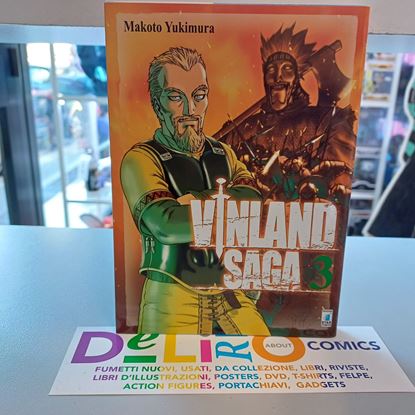 Makoto Yukimura
VINLAND
SAGA 3
DeLiRO ABOUT COMICS
FUMETTI NUOVI, USATI, DA COLLEZIONE, LIBRI, RIVISTE,
LIBRI D'ILLUSTRAZIONI, POSTERS, DVD, T-SHIRTS, FELPE,
ACTION FIGURES, PORTACHIAVI, GADGETS